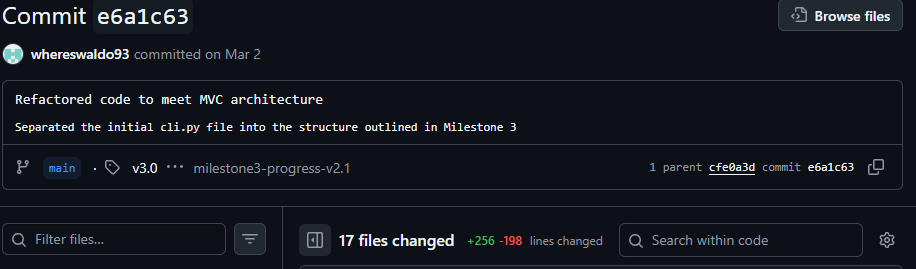 Commit e6a1c63
Browse files
whereswaldo93 committed on Mar 2
Refactored code to meet MVC architecture
Separated the initial cli.py file into the structure outlined in Milestone 3
main · v3.0 ··· milestone3-progress-v2.1
1 parent cfe0a3d commit e6a1c63
Filter files...
17 files changed +256 -198 lines changed
Search within code